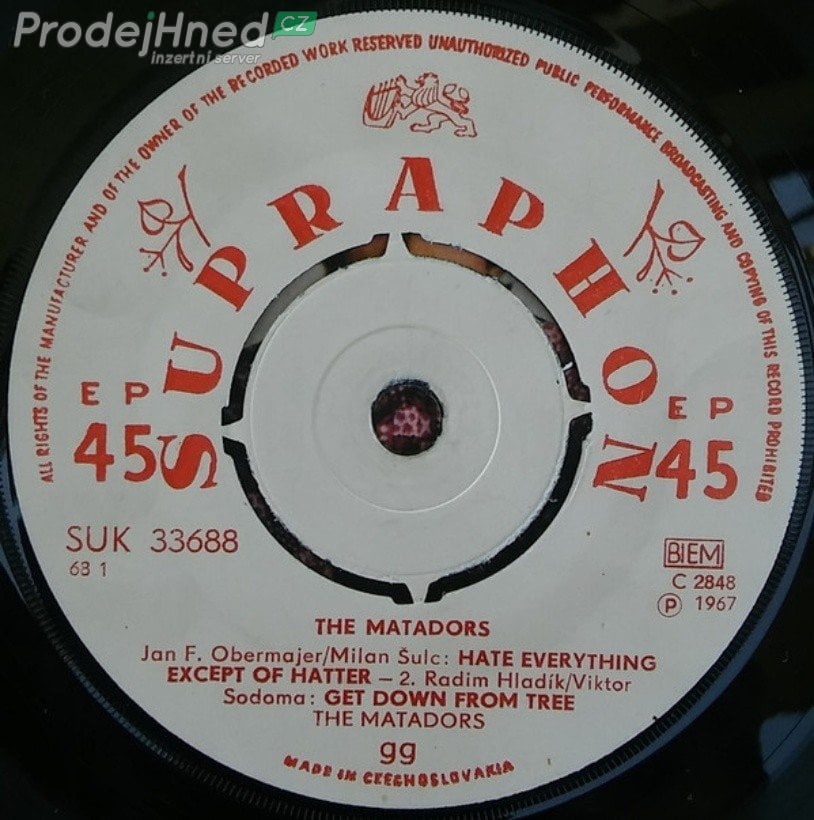 ProdejHned CZ
inzertní server
ALL RIGHTS OF THE MANUFACTURER AND OF THE OWNER OF THE RECORDED WORK RESERVED UNAUTHORIZED PUBLIC PERFORMANCE BROADCASTING AND COPYING OF THIS RECORD PROHIBITED
SUPRAPHON
EP
45
EP
45
SUK 33688
63 1
BIEM
C 2848
Ⓟ 1967
THE MATADORS
Jan F. Obermajer/Milan Šulc: HATE EVERYTHING
EXCEPT OF HATTER – 2. Radim Hladík/Viktor
Sodoma: GET DOWN FROM TREE
THE MATADORS
gg
MADE IN CZECHOSLOVAKIA